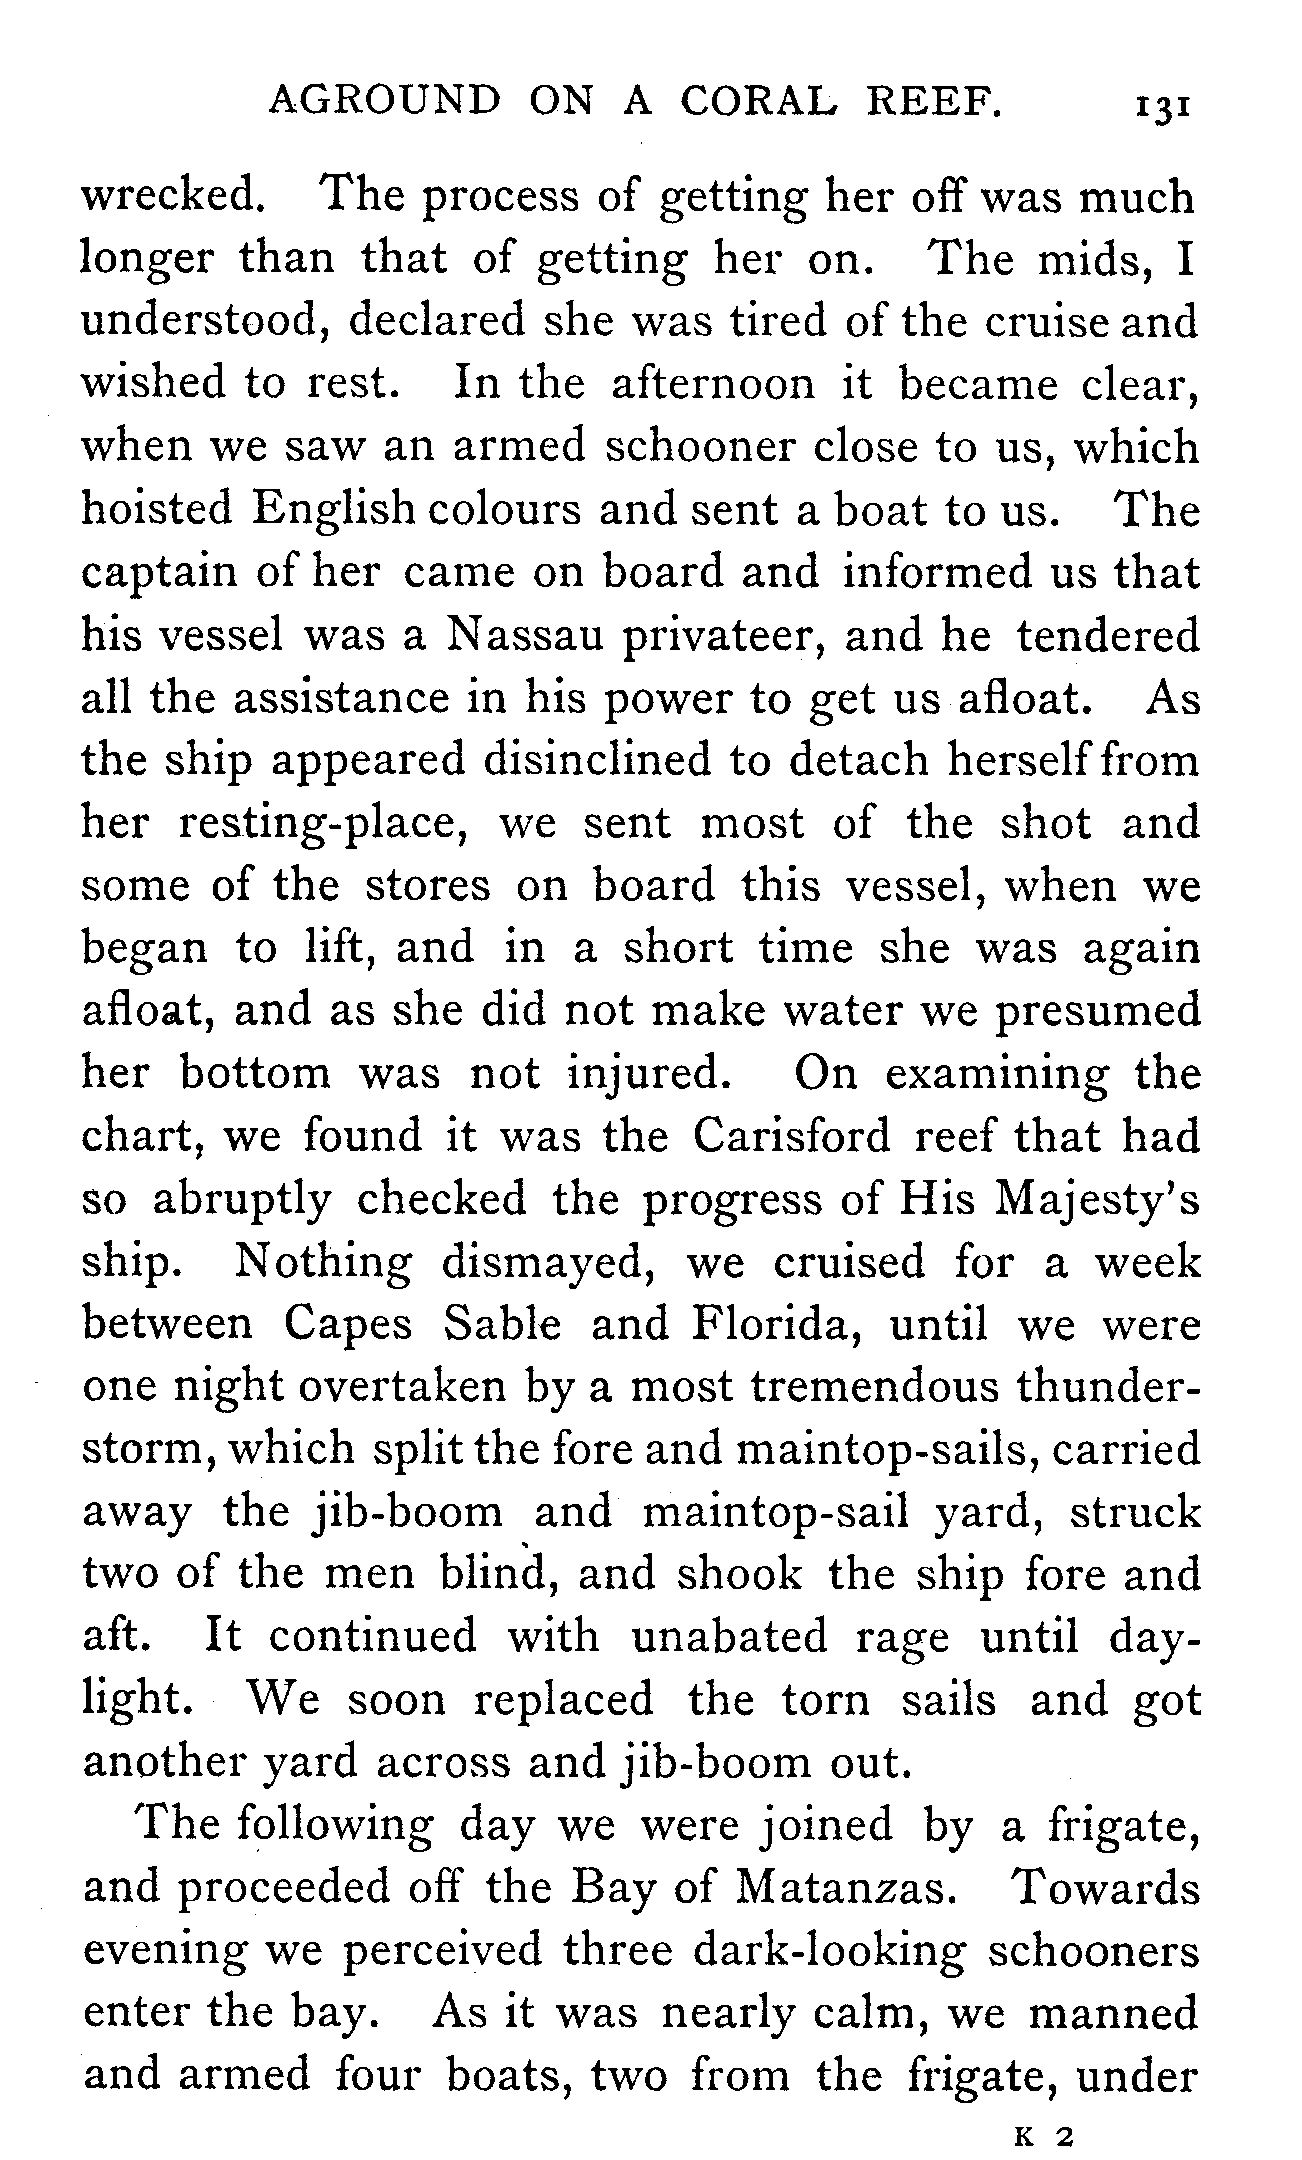 AGROUND ON A CORAL REEF. 131
wrecked. The process of getting her off was much
longer than that of getting her on. The mids, I
understood, declared she was tired of the cruise and
wished to rest. In the afternoon it became clear,
when we saw an armed schooner close to us, which
hoisted English colours and sent a boat to us. The
captain of her came on board and informed us that
his vessel was a Nassau privateer, and he tendered
all the assistance in his power to get us afloat. As
the ship appeared disinclined to detach herself from
her resting-place, we sent most of the shot and
some of the stores on board this vessel, when we
began to lift, and in a short time she was again
afloat, and as she did not make water we presumed
her bottom was not injured. On examining the
chart, we found it was the Carisford reef that had
so abruptly checked the progress of His Majesty's
ship. Nothing dismayed, we cruised for a week
between Capes Sable and Florida, until we were
one night overtaken by a most tremendous thunder-
storm, which split the fore and maintop-sails, carried
away the jib-boom and maintop-sail yard, struck
two of the men blind, and shook the ship fore and
aft. It continued with unabated rage until day-
light. We soon replaced the torn sails and got
another yard across and jib-boom out.
The following day we were joined by a frigate,
and proceeded off the Bay of Matanzas. Towards
evening we perceived three dark-looking schooners
enter the bay. As it was nearly calm, we manned
and armed four boats, two from the frigate, under
K 2